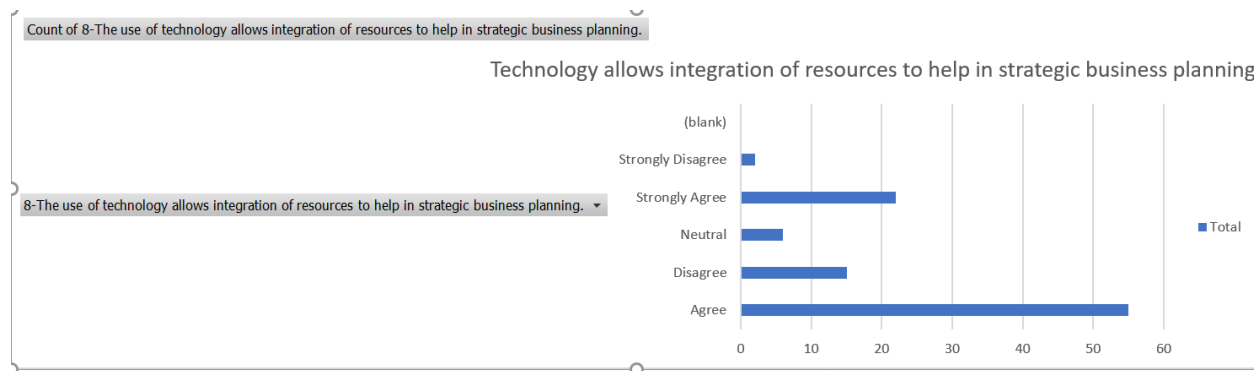 Count of 8-The use of technology allows integration of resources to help in strategic business planning.
Technology allows integration of resources to help in strategic business planning
(blank)
Strongly Disagree
8-The use of technology allows integration of resources to help in strategic business planning.
Strongly Agree
Neutral
Total
Disagree
Agree
0 10 20 30 40 50 60